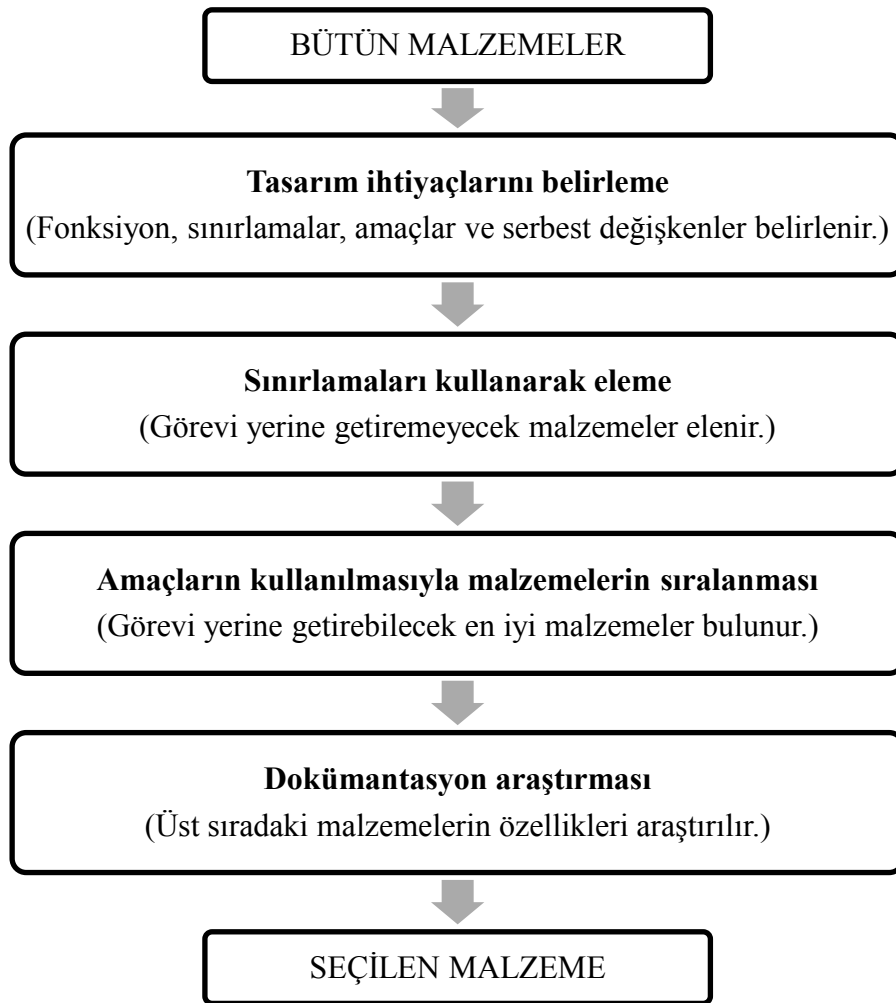 BÜTÜN MALZEMELER
Tasarım ihtiyaçlarını belirleme
(Fonksiyon, sınırlamalar, amaçlar ve serbest değişkenler belirlenir.)
Sınırlamaları kullanarak eleme
(Görevi yerine getiremeyecek malzemeler elenir.)
Amaçların kullanılmasıyla malzemelerin sıralanması
(Görevi yerine getirebilecek en iyi malzemeler bulunur.)
Dokümantasyon araştırması
(Üst sıradaki malzemelerin özellikleri araştırılır.)
SEÇİLEN MALZEME